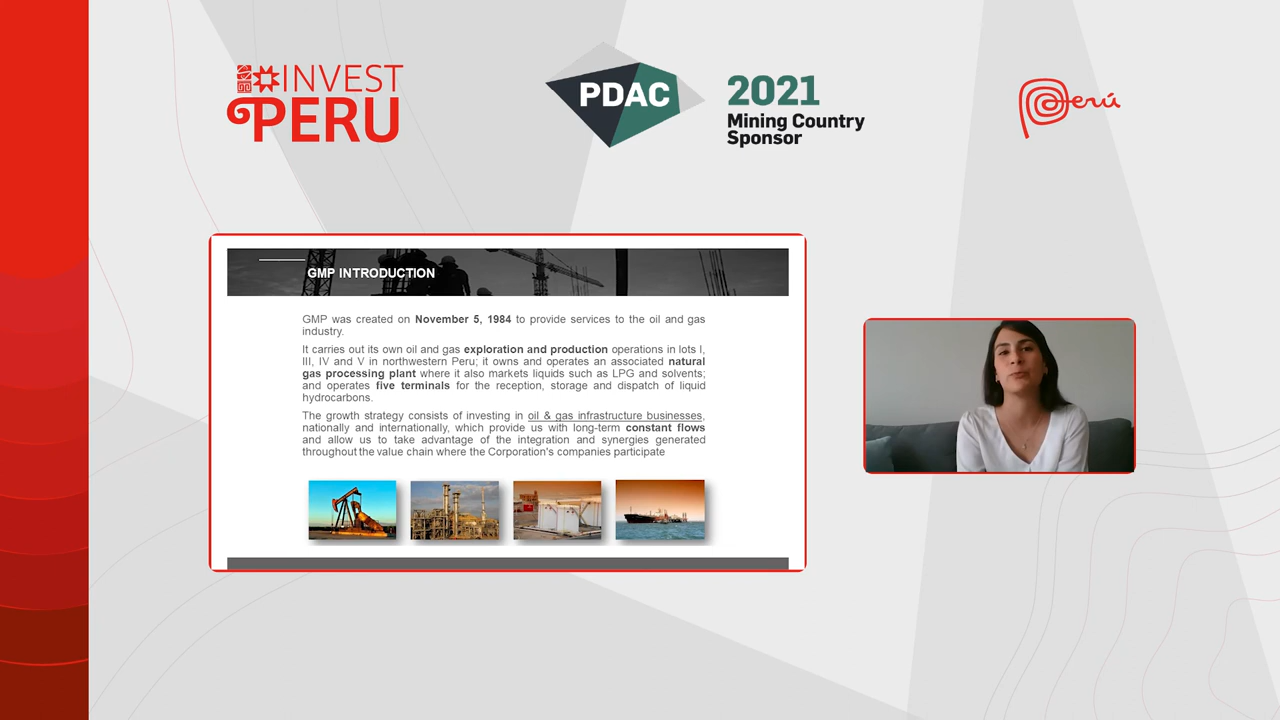 INVEST
PERU
PDAC
2021
Mining Country
Sponsor
Perú
GMP INTRODUCTION
GMP was created on November 5, 1984 to provide services to the oil and gas
industry.
It carries out its own oil and gas exploration and production operations in lots I,
III, IV and V in northwestern Peru; it owns and operates an associated natural
gas processing plant where it also markets liquids such as LPG and solvents;
and operates five terminals for the reception, storage and dispatch of liquid
hydrocarbons.
The growth strategy consists of investing in oil & gas infrastructure businesses,
nationally and internationally, which provide us with long-term constant flows
and allow us to take advantage of the integration and synergies generated
throughout the value chain where the Corporation's companies participate